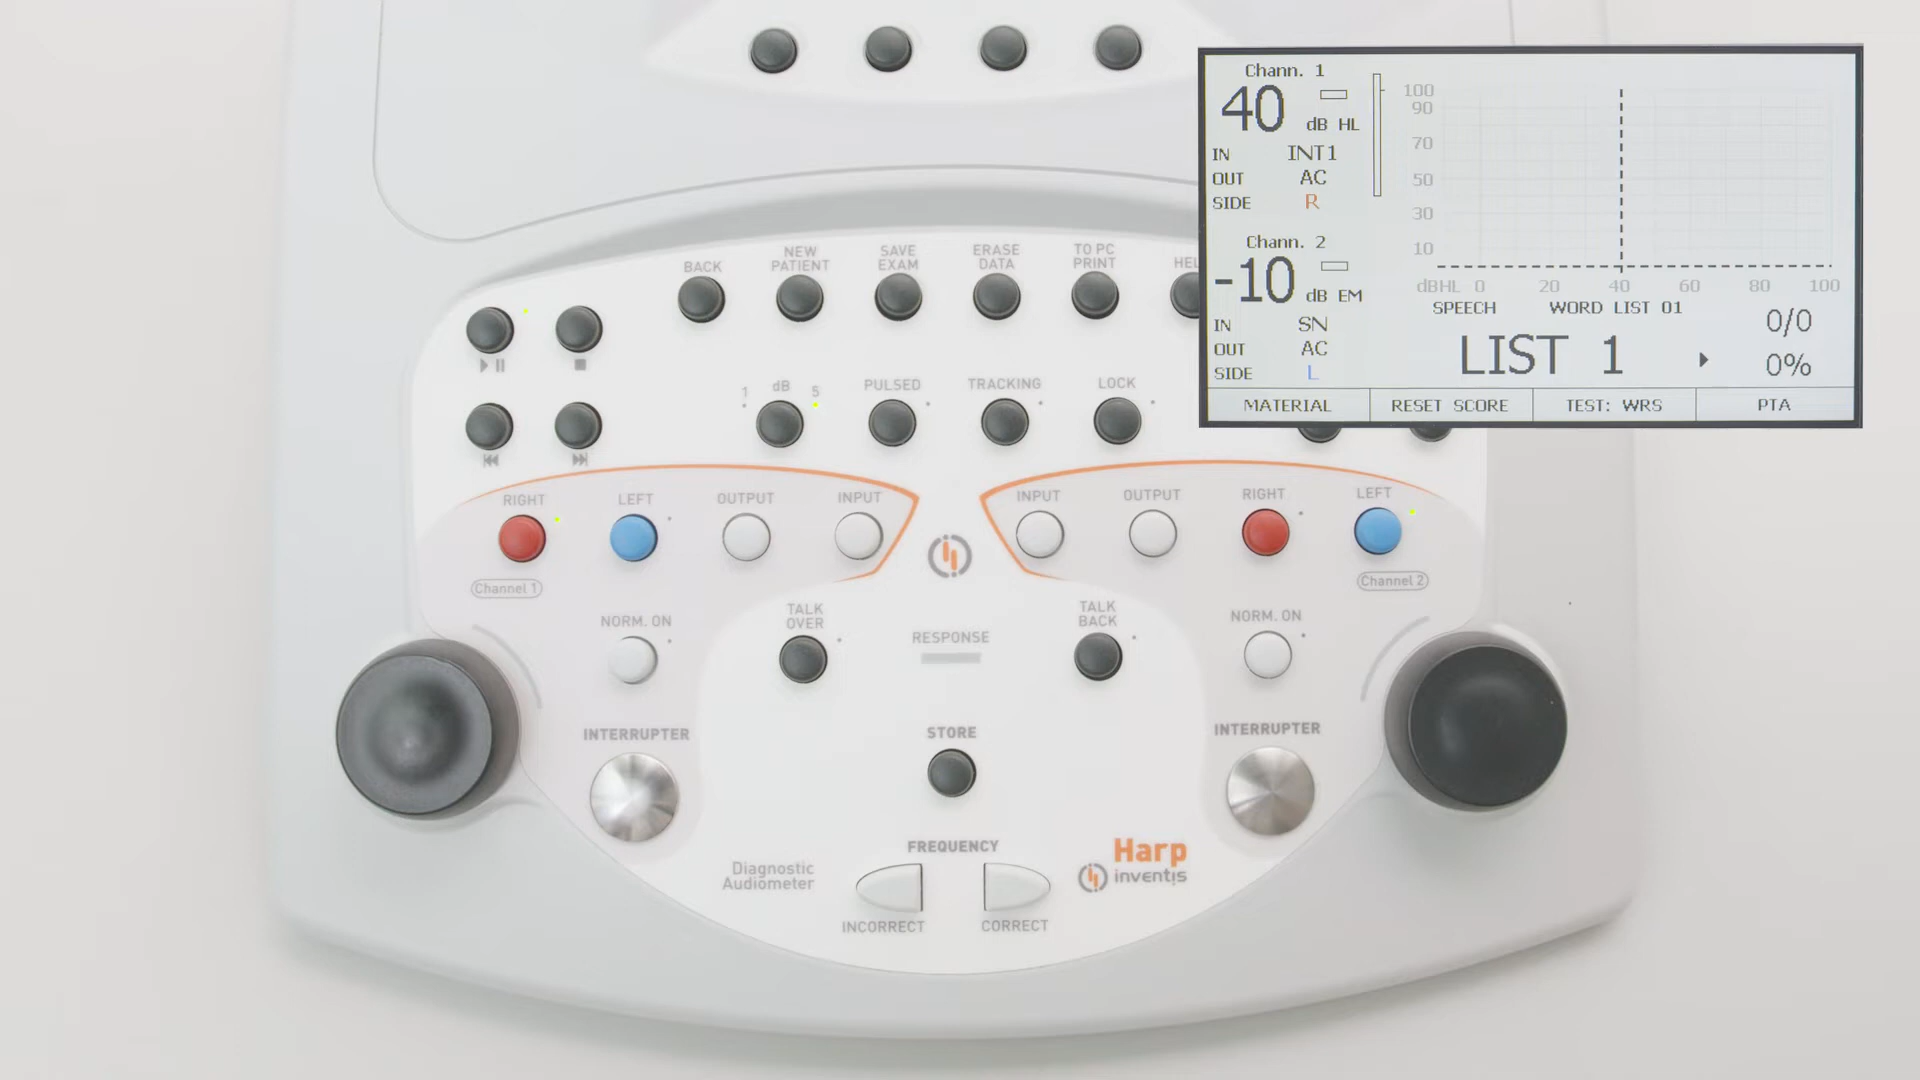 Chann. 1
40
dB HL
IN INT1
OUT AC
SIDE R
Chann. 2
-10
dB EM
IN SN
OUT AC
SIDE L
100
90
70
50
30
10
dBHL 0 20 40 60 80 100
SPEECH WORD LIST 01
0/0
LIST 1
0%
MATERIAL RESET SCORE TEST: WRS PTA
BACK
NEW PATIENT
SAVE EXAM
ERASE DATA
TO PC PRINT
HEL
1 dB 5
PULSED
TRACKING
LOCK
RIGHT LEFT OUTPUT INPUT
INPUT OUTPUT RIGHT LEFT
Channel 1
Channel 2
NORM. ON
TALK OVER
RESPONSE
TALK BACK
NORM. ON
INTERRUPTER
STORE
INTERRUPTER
FREQUENCY
Diagnostic
Audiometer
Harp
inventis
INCORRECT
CORRECT